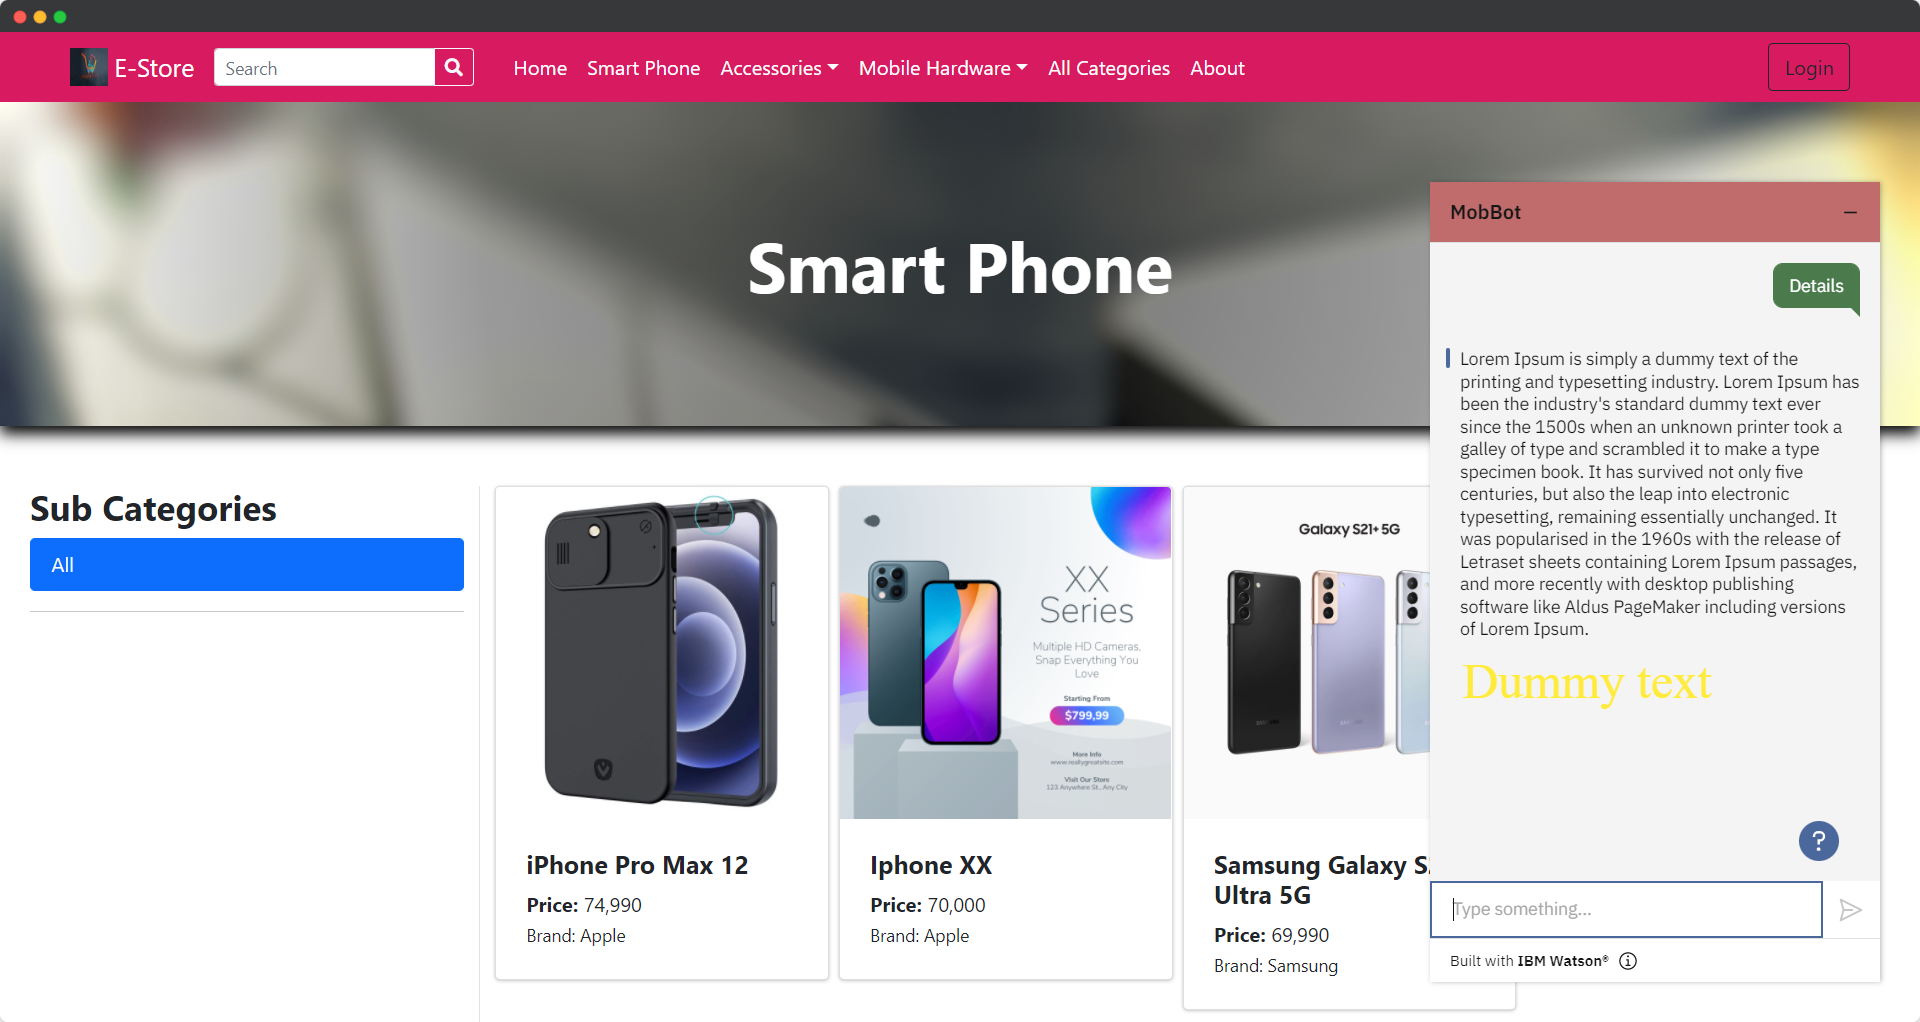 E-Store
Search
Home
Smart Phone
Accessories
Mobile Hardware
All Categories
About
Login
Smart Phone
MobBot
Details
Lorem Ipsum is simply a dummy text of the
printing and typesetting industry. Lorem Ipsum has
been the industry's standard dummy text ever
since the 1500s when an unknown printer took a
galley of type and scrambled it to make a type
specimen book. It has survived not only five
centuries, but also the leap into electronic
typesetting, remaining essentially unchanged. It
was popularised in the 1960s with the release of
Letraset sheets containing Lorem Ipsum passages,
and more recently with desktop publishing
software like Aldus PageMaker including versions
of Lorem Ipsum.
Dummy text
?
Type something...
Built with IBM Watson®
Sub Categories
All
iPhone Pro Max 12
Price: 74,990
Brand: Apple
XX
Series
Multiple HD Cameras,
Snap Everything You
Love
Starting From
$799,99
More Info
www.reallygreatsite.com
Visit Our Store
123 Anywhere St., Any City
Iphone XX
Price: 70,000
Brand: Apple
Galaxy S21+ 5G
Samsung Galaxy
Ultra 5G
Price: 69,990
Brand: Samsung